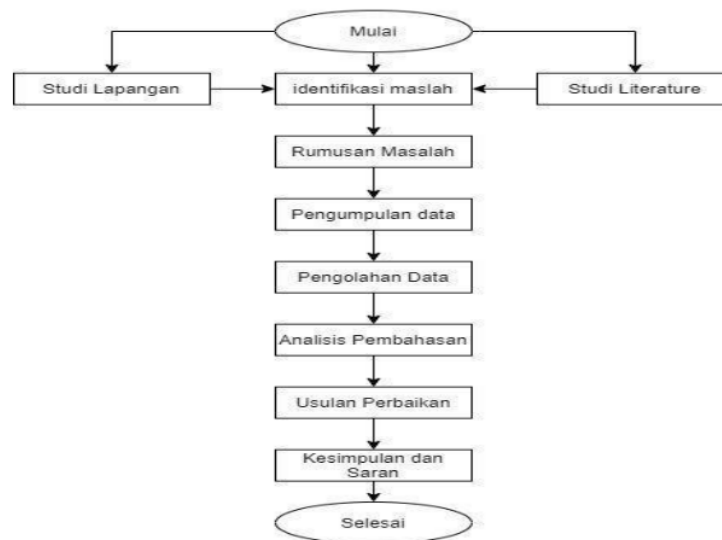 Mulai
Studi Lapangan
identifikasi maslah
Studi Literature
Rumusan Masalah
Pengumpulan data
Pengolahan Data
Analisis Pembahasan
Usulan Perbaikan
Kesimpulan dan
Saran
Selesai